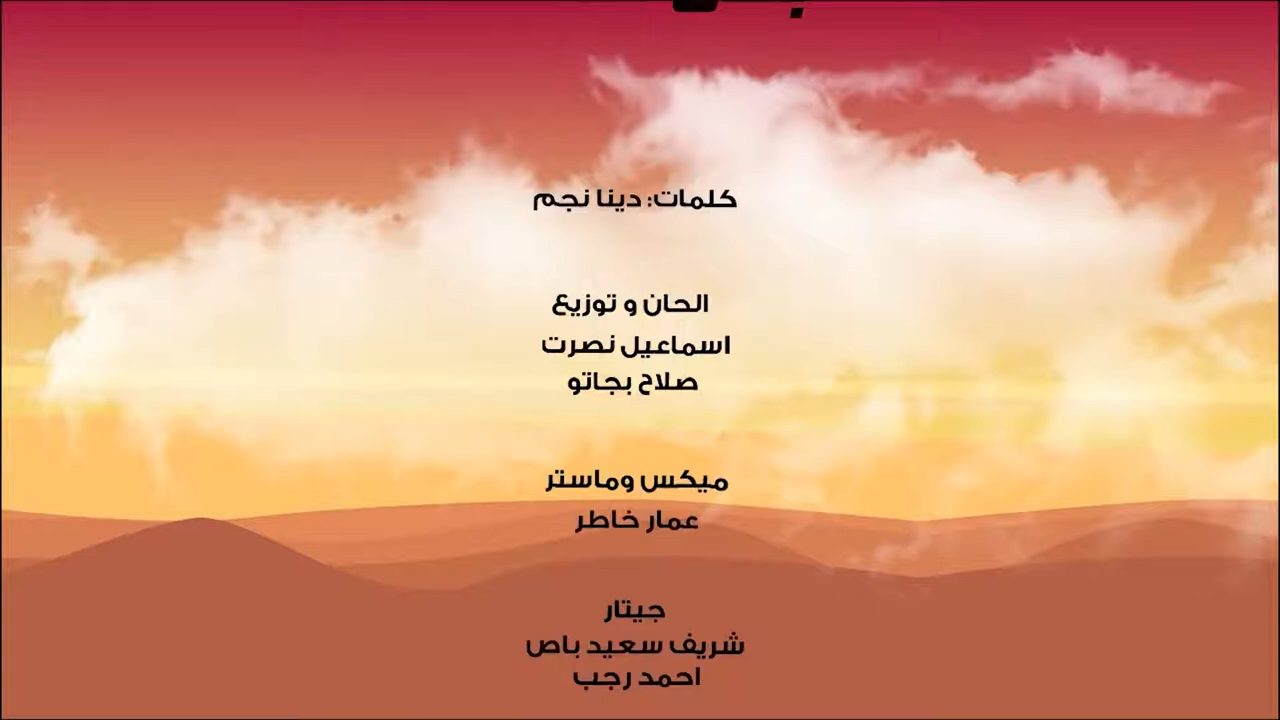 كلمات: دينا نجم
الحان و توزيع
اسماعيل نصرت
صلاح بجاتو
ميكس وماستر
عمار خاطر
جيتار
شريف سعيد باص
احمد رجب